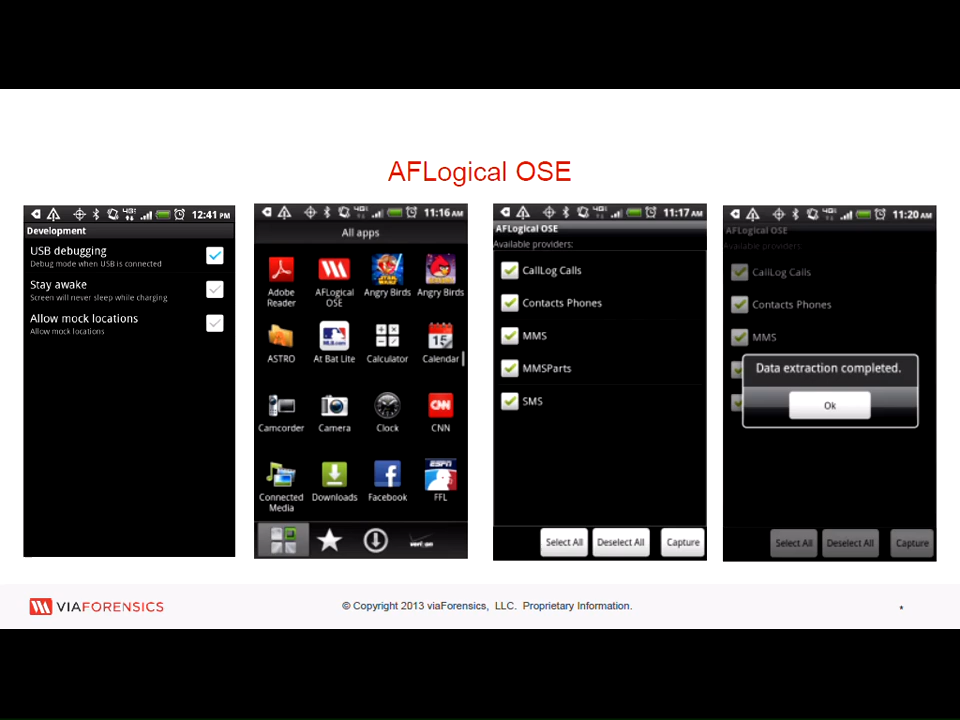 AFLogical OSE
12:41 PM
Development
USB debugging
Debug mode when USB is connected
Stay awake
Screen will never sleep while charging
Allow mock locations
Allow mock locations
11:16 AM
All apps
Adobe Reader
AFLogical OSE
Angry Birds
Angry Birds
ASTRO
At Bat Lite
Calculator
Calendar
Camcorder
Camera
Clock
CNN
Connected Media
Downloads
Facebook
FFL
11:17 AM
AFLogical OSE
Available providers:
CallLog Calls
Contacts Phones
MMS
MMSParts
SMS
Select All Deselect All Capture
11:20 AM
AFLogical OSE
Available providers:
CallLog Calls
Contacts Phones
MMS
Data extraction completed.
Ok
Select All Deselect All Capture
VIAFORENSICS
© Copyright 2013 viaForensics, LLC. Proprietary Information.
*